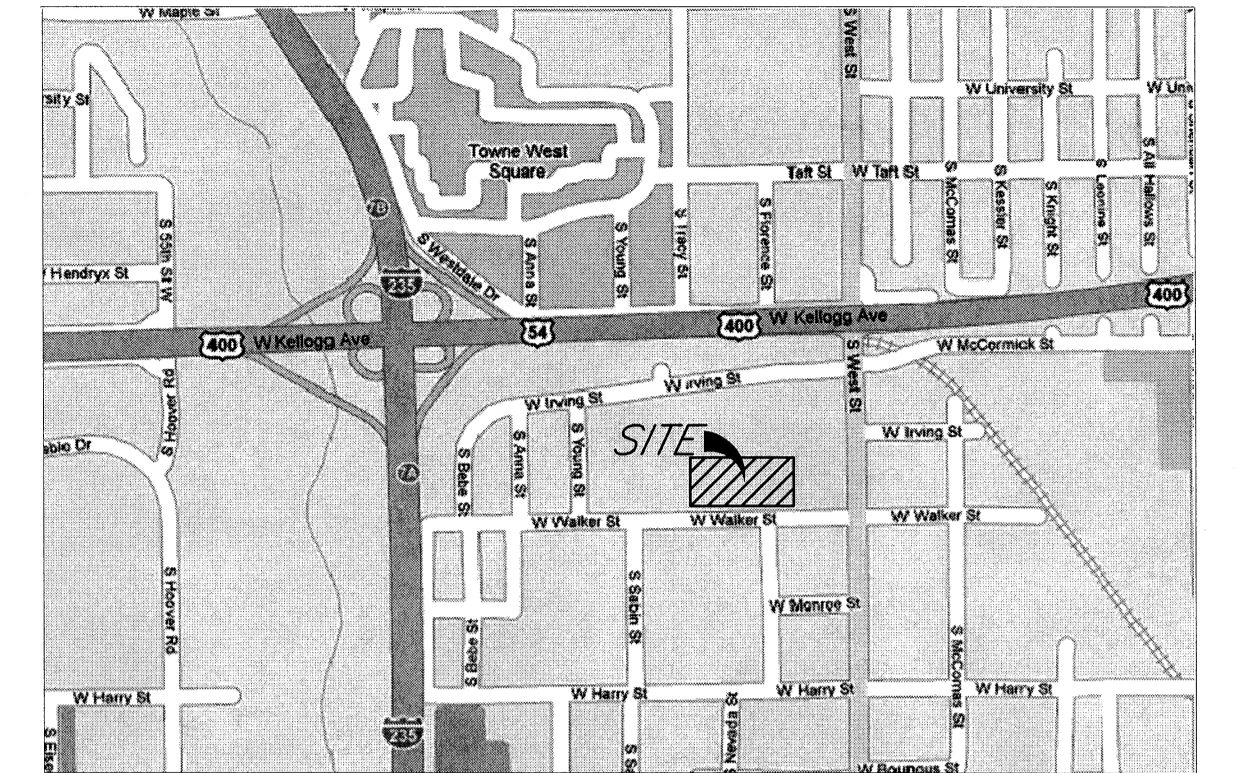 W Maple St
S West St
W University St
S All Hallows St
Towne West
Square
Taft St
W Taft St
S McComas St
S Kessler St
S Knight St
S Leonine St
7B
S 55th St W
S Westdale Dr
S Anna St
S Young St
S Tracy St
S Florence St
Hendryx St
235
400
W Kellogg Ave
54
400
W Kellogg Ave
400
W McCormick St
S West St
S Hoover Rd
W Irving St
W Irving St
W Irving St
SITE
S Bebe St
S Anna St
S Young St
7A
W Walker St
W Walker St
W Walker St
S Hoover Rd
S Sabin St
W Monroe St
S Bebe St
S McComas St
W Harry St
W Harry St
W Harry St
W Harry St
S Nevada S
235